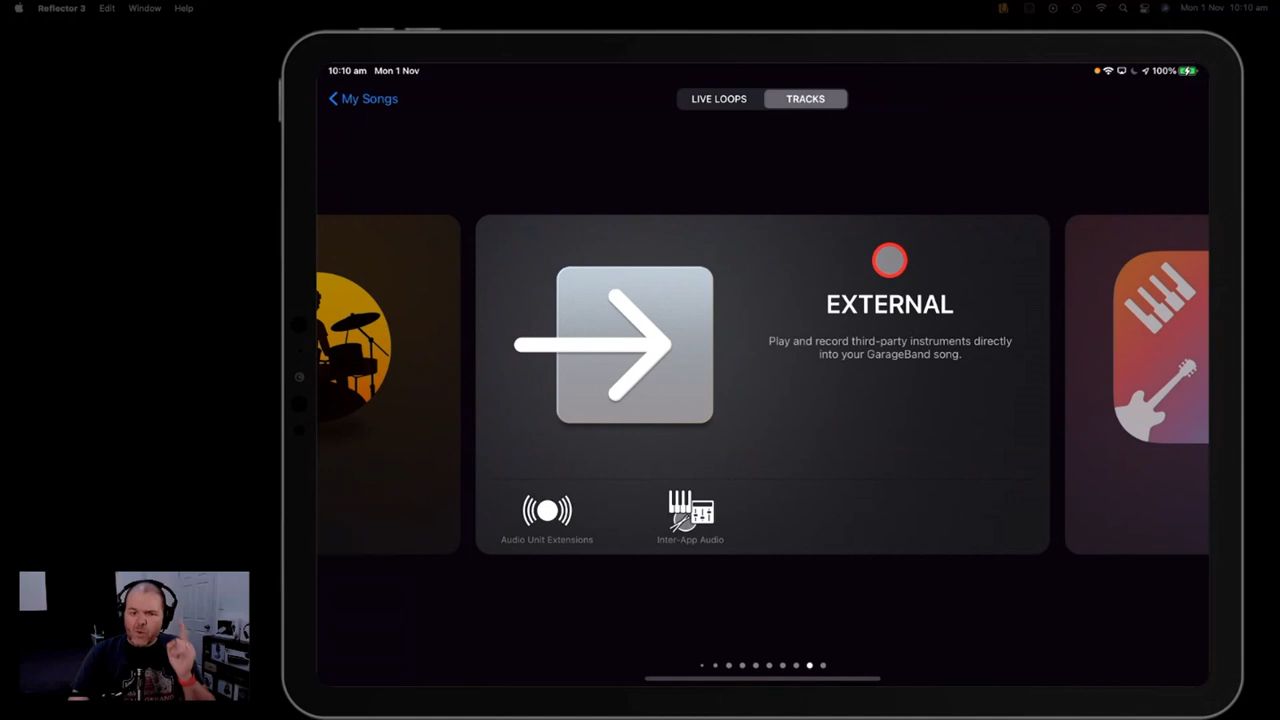 Reflector 3 Edit Window Help Mon 1 Nov 10:10 am
10:10 am Mon 1 Nov 100%
My Songs LIVE LOOPS TRACKS
EXTERNAL
Play and record third-party instruments directly
into your GarageBand song.
Audio Unit Extensions Inter-App Audio